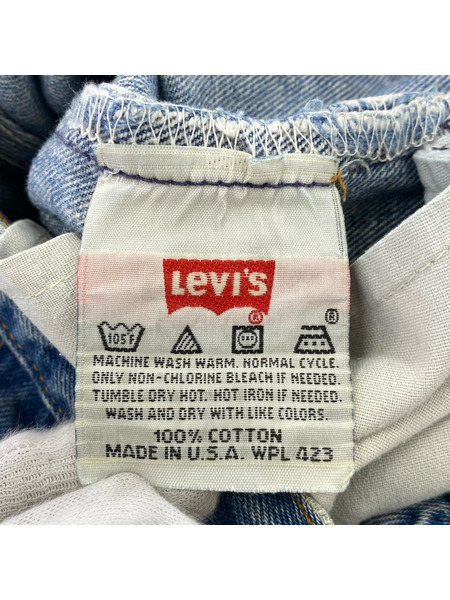 LEVI'S
®
®
105°F
MACHINE WASH WARM. NORMAL CYCLE.
ONLY NON-CHLORINE BLEACH IF NEEDED.
TUMBLE DRY HOT. HOT IRON IF NEEDED.
WASH AND DRY WITH LIKE COLORS.
100% COTTON
MADE IN U.S.A. WPL 423